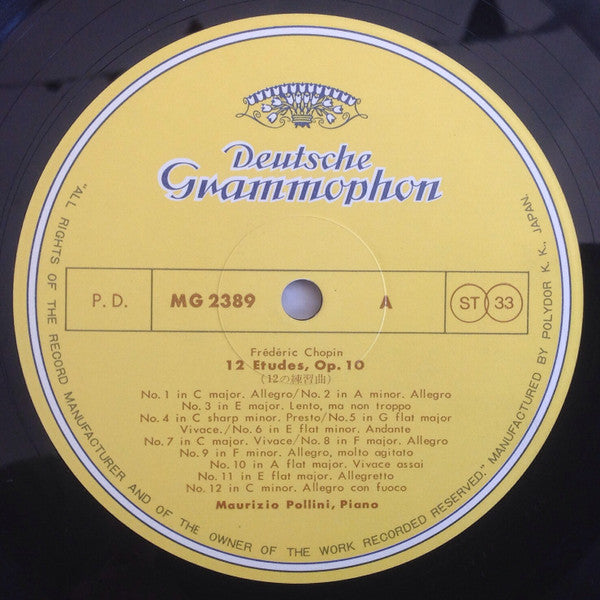 Deutsche
Grammophon
P.D. MG 2389 A ST 33
Frédéric Chopin
12 Etudes, Op. 10
(12の練習曲)
No. 1 in C major. Allegro/No. 2 in A minor. Allegro
No. 3 in E major. Lento, ma non troppo
No. 4 in C sharp minor. Presto/No. 5 in G flat major
Vivace./No. 6 in E flat minor. Andante
No. 7 in C major. Vivace/No. 8 in F major. Allegro
No. 9 in F minor. Allegro, molto agitato
No. 10 in A flat major. Vivace assai
No. 11 in E flat major. Allegretto
No. 12 in C minor. Allegro con fuoco
Maurizio Pollini, Piano
"ALL RIGHTS OF THE RECORD MANUFACTURER AND OF THE OWNER OF THE WORK RECORDED RESERVED." MANUFACTURED BY POLYDOR K. K., JAPAN.